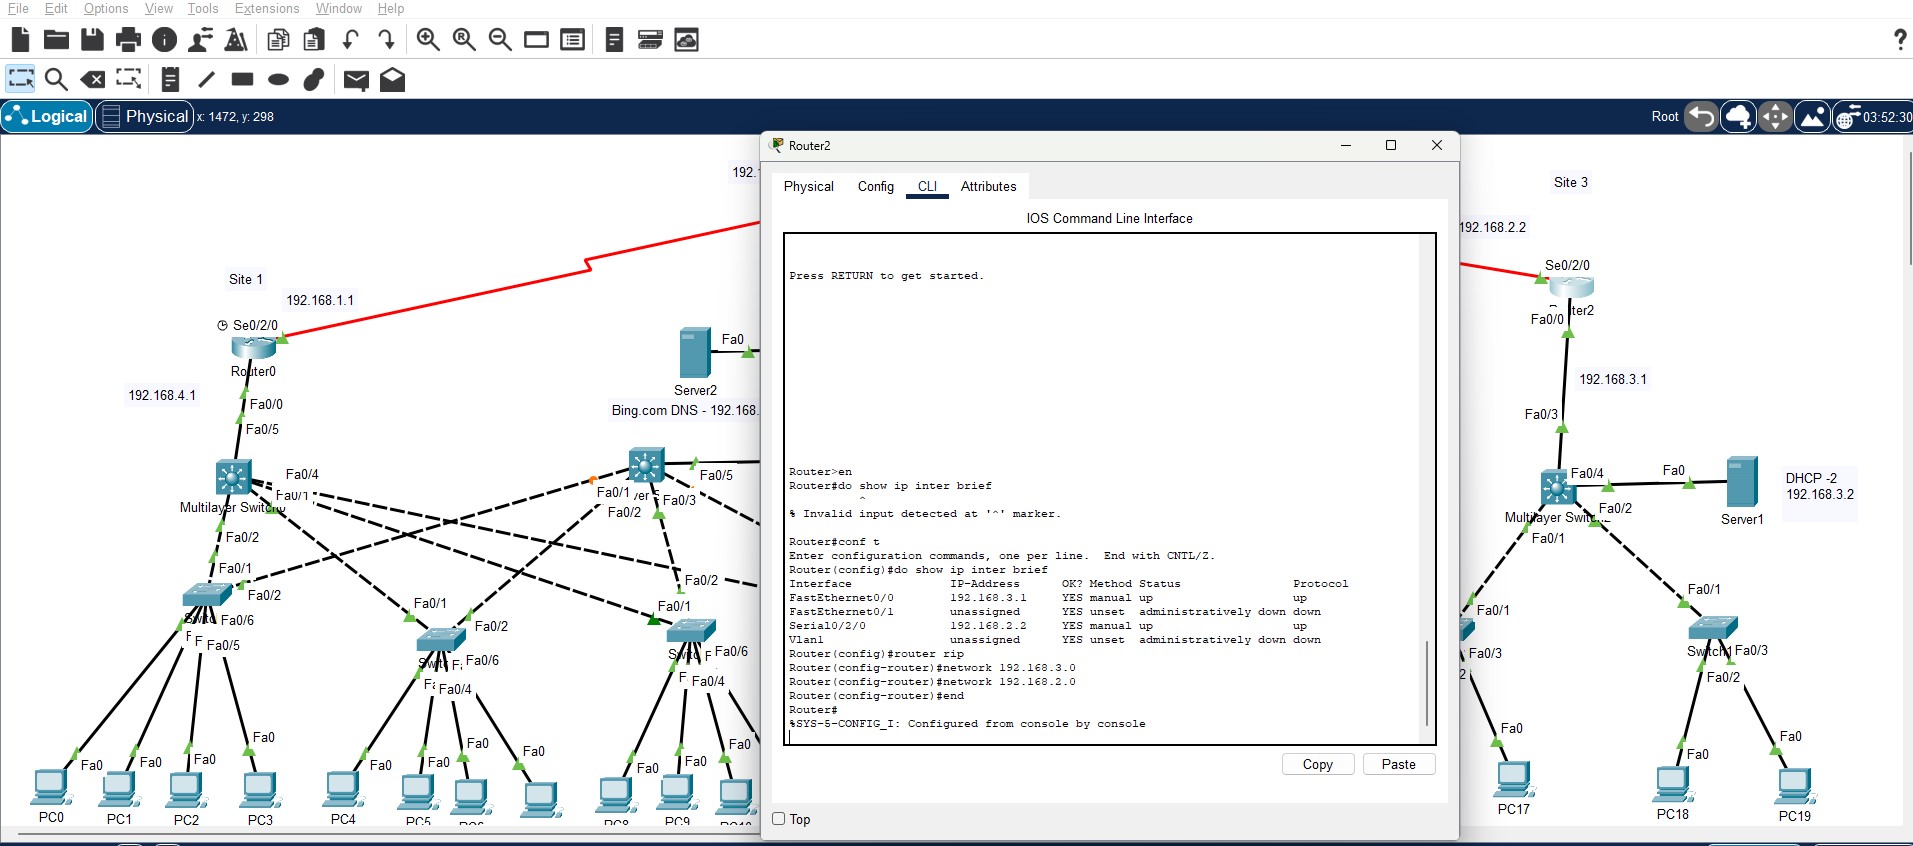 File Edit Options View Tools Extensions Window Help
?
Logical Physical x: 1472, y: 298
Root 03:52:30
Router2
Physical Config CLI Attributes
IOS Command Line Interface
Press RETURN to get started.
Router>en
Router#do show ip inter brief
^
% Invalid input detected at '^' marker.
Router#conf t
Enter configuration commands, one per line. End with CNTL/Z.
Router(config)#do show ip inter brief
Interface IP-Address OK? Method Status Protocol
FastEthernet0/0 192.168.3.1 YES manual up up
FastEthernet0/1 unassigned YES unset administratively down down
Serial0/2/0 192.168.2.2 YES manual up up
Vlan1 unassigned YES unset administratively down down
Router(config)#router rip
Router(config-router)#network 192.168.3.0
Router(config-router)#network 192.168.2.0
Router(config-router)#end
Router#
%SYS-5-CONFIG_I: Configured from console by console
Copy Paste
Top
192.
Site 1
192.168.1.1
Se0/2/0
Router0
192.168.4.1
Fa0/0
Fa0/5
Fa0/4
Fa0/1
Multilayer Switch0
Fa0/2
Fa0/1
Fa0/2
Fa0/6
Fa0/5
Fa0
Server2
Bing.com DNS - 192.168.
Fa0/5
Fa0/1
Fa0/3
Fa0/2
Fa0/1
Fa0/2
Fa0/6
Fa0/4
Fa0/2
Fa0/1
Fa0/6
Fa0/4
Fa0 Fa0 Fa0 Fa0
Fa0 Fa0 Fa0 Fa0
Fa0 Fa0 Fa0
PC0 PC1 PC2 PC3 PC4 PC5 PC8 PC9
Site 3
192.168.2.2
Se0/2/0
Fa0/0
192.168.3.1
Fa0/3
Fa0/4
Fa0
DHCP -2
192.168.3.2
Server1
Fa0/2
Fa0/1
Fa0/1
Fa0/1
Fa0/3
Switch1
Fa0/3
Fa0/2
Fa0
Fa0
Fa0
PC17
PC18
PC19